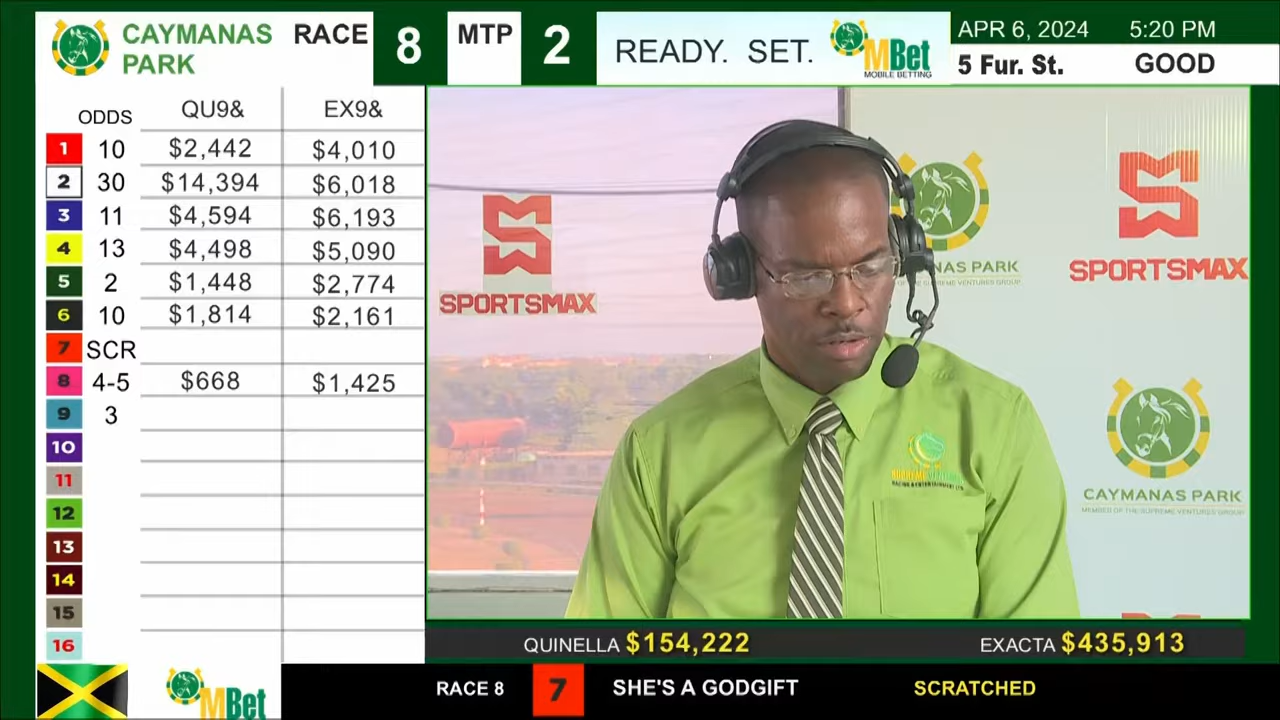 CAYMANAS PARK
RACE 8
MTP 2
READY. SET.
MBet
MOBILE BETTING
APR 6, 2024 5:20 PM
5 Fur. St. GOOD
ODDS QU9& EX9&
1 10 $2,442 $4,010
2 30 $14,394 $6,018
3 11 $4,594 $6,193
4 13 $4,498 $5,090
5 2 $1,448 $2,774
6 10 $1,814 $2,161
7 SCR
8 4-5 $668 $1,425
9 3
10
11
12
13
14
15
16
SPORTSMAX
NAS PARK
SPORTSMAX
CAYMANAS PARK
MEMBER OF THE SUPREME VENTURES GROUP
QUINELLA $154,222 EXACTA $435,913
MBet
RACE 8 7 SHE'S A GODGIFT SCRATCHED